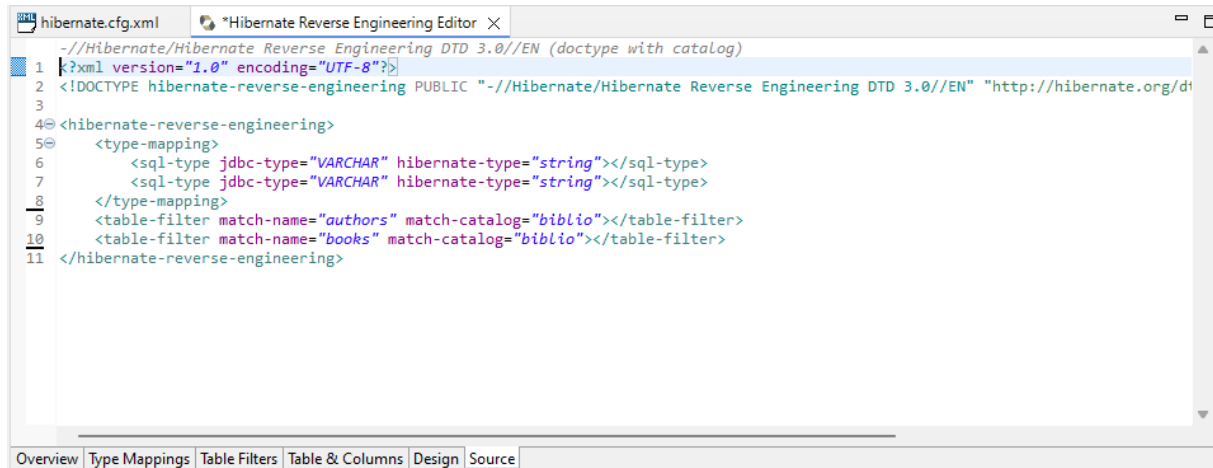 hibernate.cfg.xml *Hibernate Reverse Engineering Editor
-//Hibernate/Hibernate Reverse Engineering DTD 3.0//EN (doctype with catalog)
1 <?xml version="1.0" encoding="UTF-8"?>
2 <!DOCTYPE hibernate-reverse-engineering PUBLIC "-//Hibernate/Hibernate Reverse Engineering DTD 3.0//EN" "http://hibernate.org/dt
3
4 <hibernate-reverse-engineering>
5 <type-mapping>
6 <sql-type jdbc-type="VARCHAR" hibernate-type="string"></sql-type>
7 <sql-type jdbc-type="VARCHAR" hibernate-type="string"></sql-type>
8 </type-mapping>
9 <table-filter match-name="authors" match-catalog="biblio"></table-filter>
10 <table-filter match-name="books" match-catalog="biblio"></table-filter>
11 </hibernate-reverse-engineering>
Overview Type Mappings Table Filters Table & Columns Design Source